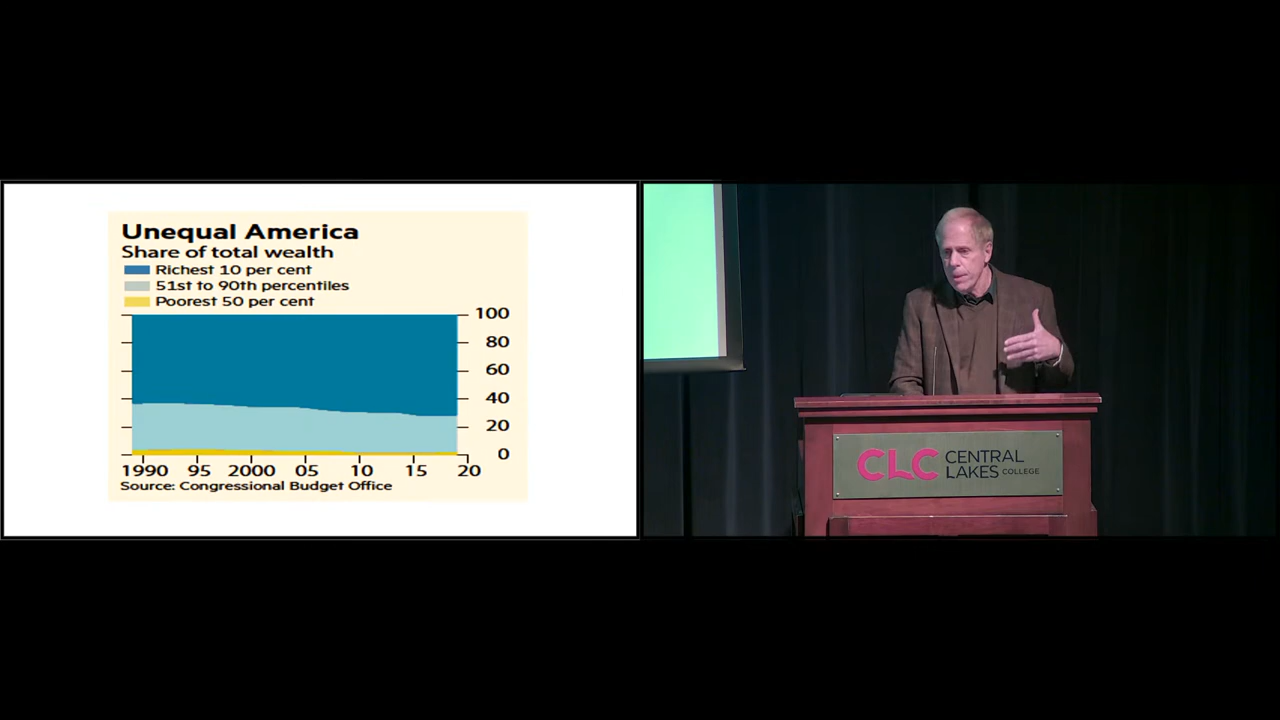 Unequal America
Share of total wealth
Richest 10 per cent
51st to 90th percentiles
Poorest 50 per cent
100
80
60
40
20
0
1990 95 2000 05 10 15 20
Source: Congressional Budget Office
CLC CENTRAL
LAKES COLLEGE